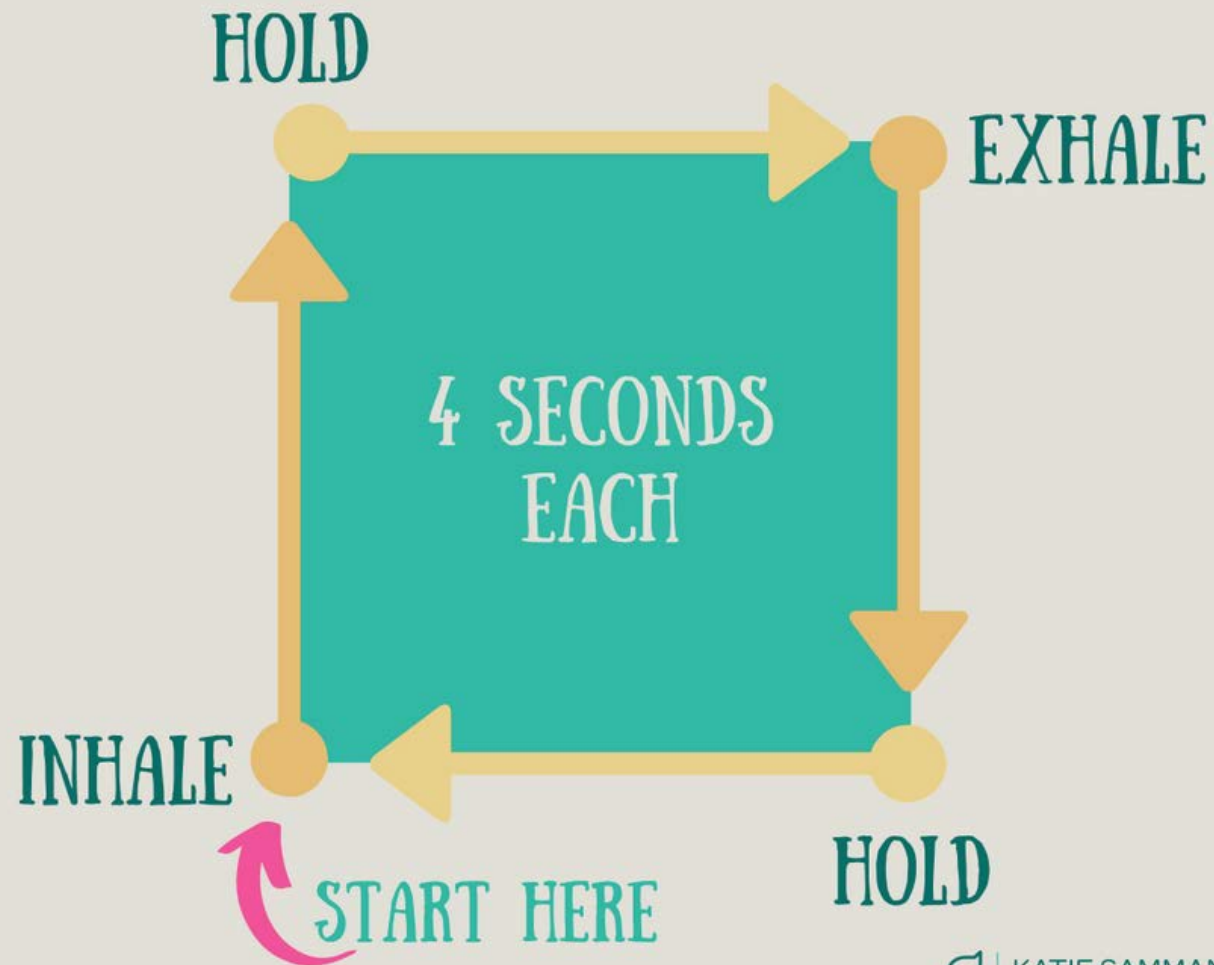 HOLD
EXHALE
4 SECONDS
EACH
INHALE
HOLD
START HERE